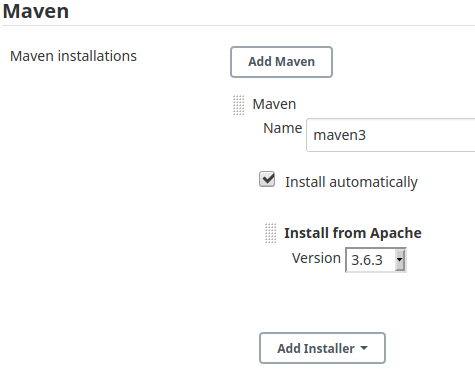 Maven
Maven installations
Add Maven
Maven
Name maven3
Install automatically
Install from Apache
Version 3.6.3
Add Installer